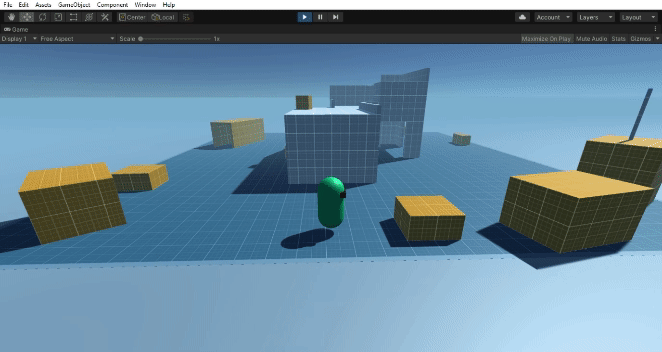 File Edit Assets GameObject Component Window Help
Center Local Account Layers Layout
Game
Display 1 Free Aspect Scale 1x Maximize On Play Mute Audio Stats Gizmos